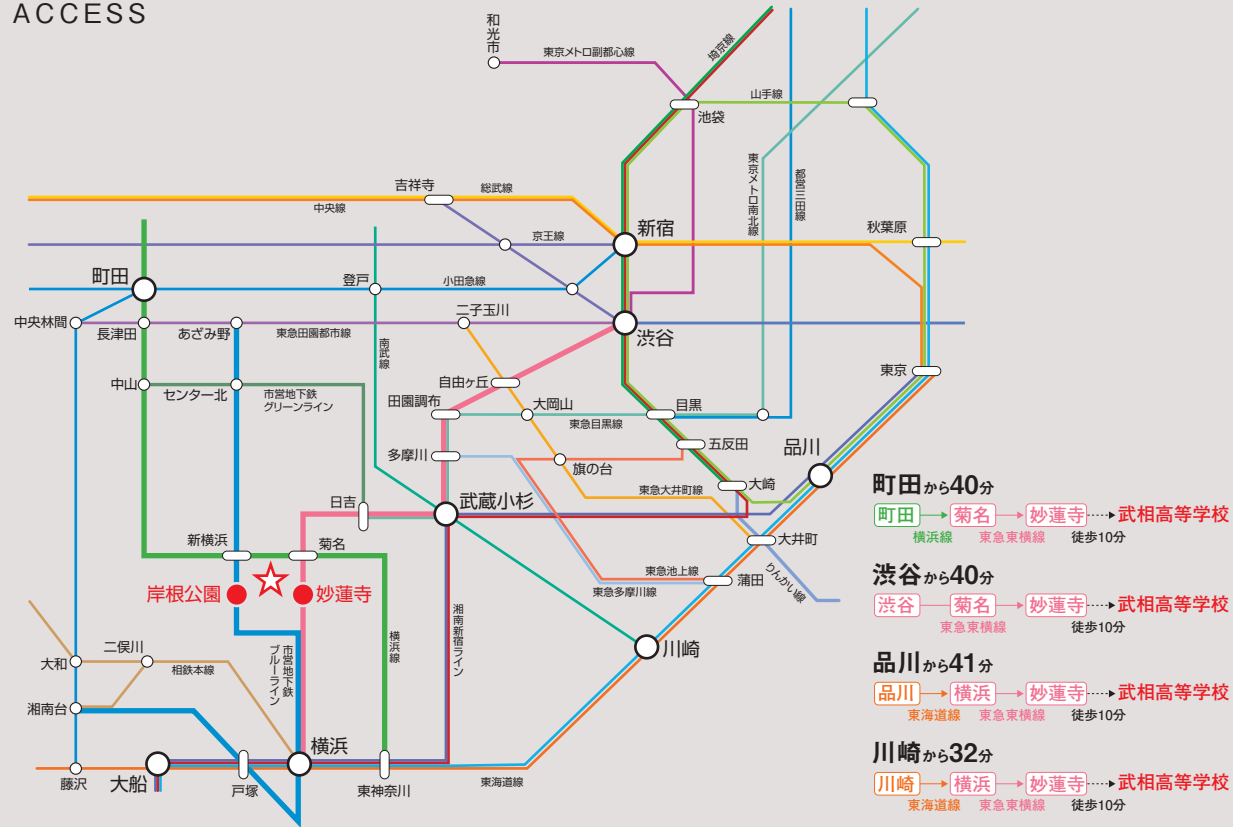 ACCESS
和光市
東京メトロ副都心線
埼京線
山手線
池袋
東京メトロ南北線
都営三田線
吉祥寺
総武線
中央線
新宿
秋葉原
京王線
町田
登戸
小田急線
中央林間
長津田
あざみ野
東急田園都市線
二子玉川
渋谷
南武線
東京
中山
センター北
市営地下鉄
グリーンライン
自由ヶ丘
田園調布
大岡山
東急目黒線
目黒
多摩川
旗の台
五反田
品川
大崎
東急大井町線
日吉
武蔵小杉
新横浜
菊名
大井町
東急池上線
東急多摩川線
蒲田
りんかい線
岸根公園
妙蓮寺
湘南新宿ライン
横浜線
川崎
二俣川
大和
相鉄本線
市営地下鉄
ブルーライン
湘南台
横浜
藤沢
大船
戸塚
東神奈川
東海道線
町田から40分
町田 菊名 妙蓮寺 武相高等学校
横浜線 東急東横線 徒歩10分
渋谷から40分
渋谷 菊名 妙蓮寺 武相高等学校
東急東横線 徒歩10分
品川から41分
品川 横浜 妙蓮寺 武相高等学校
東海道線 東急東横線 徒歩10分
川崎から32分
川崎 横浜 妙蓮寺 武相高等学校
東海道線 東急東横線 徒歩10分